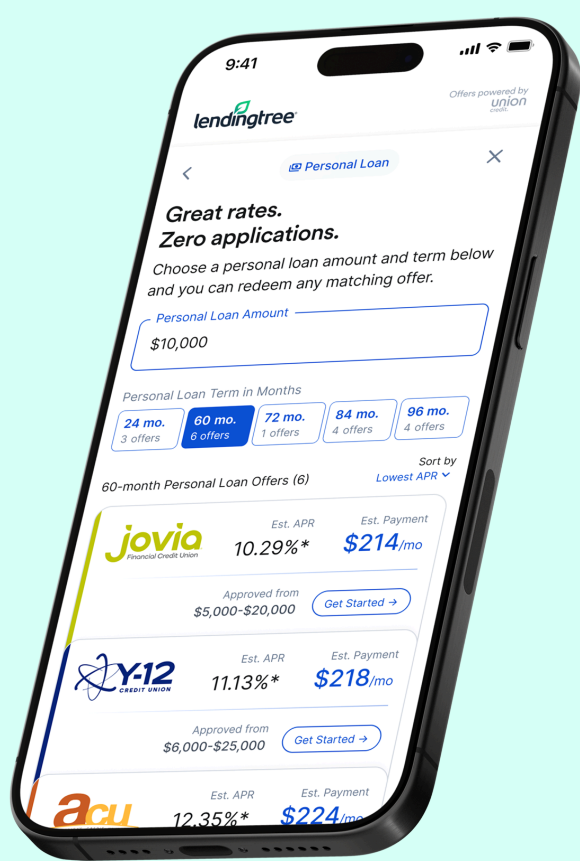 9:41
lendingtree
Offers powered by
union
credit.
Personal Loan
Great rates.
Zero applications.
Choose a personal loan amount and term below
and you can redeem any matching offer.
Personal Loan Amount
$10,000
Personal Loan Term in Months
24 mo.
3 offers
60 mo.
6 offers
72 mo.
1 offers
84 mo.
4 offers
96 mo.
4 offers
Sort by
Lowest APR
60-month Personal Loan Offers (6)
jovia
Financial Credit Union
Est. APR
10.29%*
Est. Payment
$214/mo
Approved from
$5,000-$20,000
Get Started →
Y-12
CREDIT UNION
Est. APR
11.13%*
Est. Payment
$218/mo
Approved from
$6,000-$25,000
Get Started →
acu
Est. APR
12.35%*
Est. Payment
$224/mo